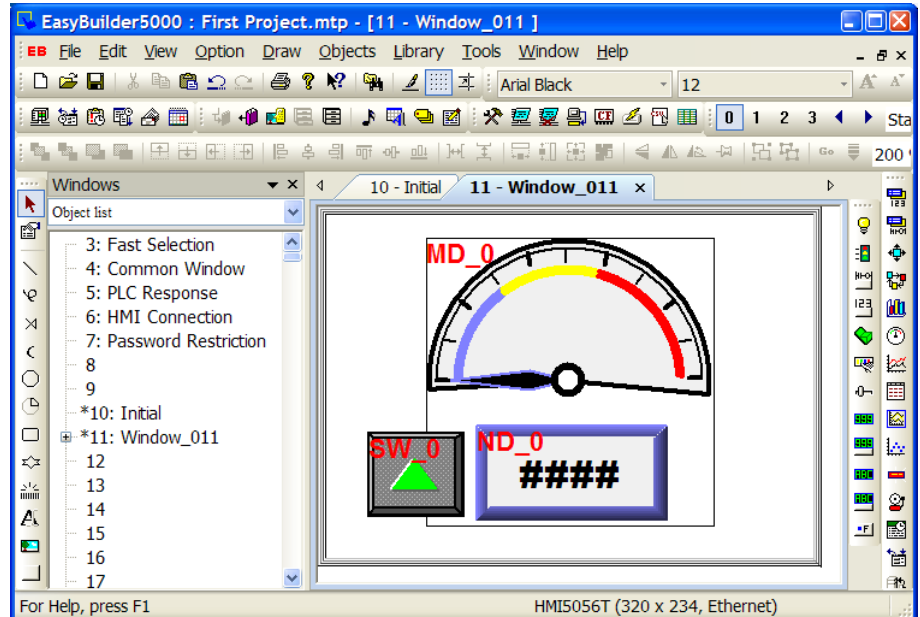 EasyBuilder5000 : First Project.mtp - [11 - Window_011 ]
EB File Edit View Option Draw Objects Library Tools Window Help
Arial Black 12
0 1 2 3 Sta
Go 200
Windows
Object list
3: Fast Selection
4: Common Window
5: PLC Response
6: HMI Connection
7: Password Restriction
8
9
*10: Initial
*11: Window_011
12
13
14
15
16
17
10 - Initial 11 - Window_011
MD_0
SW_0 ND_0
####
For Help, press F1 HMI5056T (320 x 234, Ethernet)